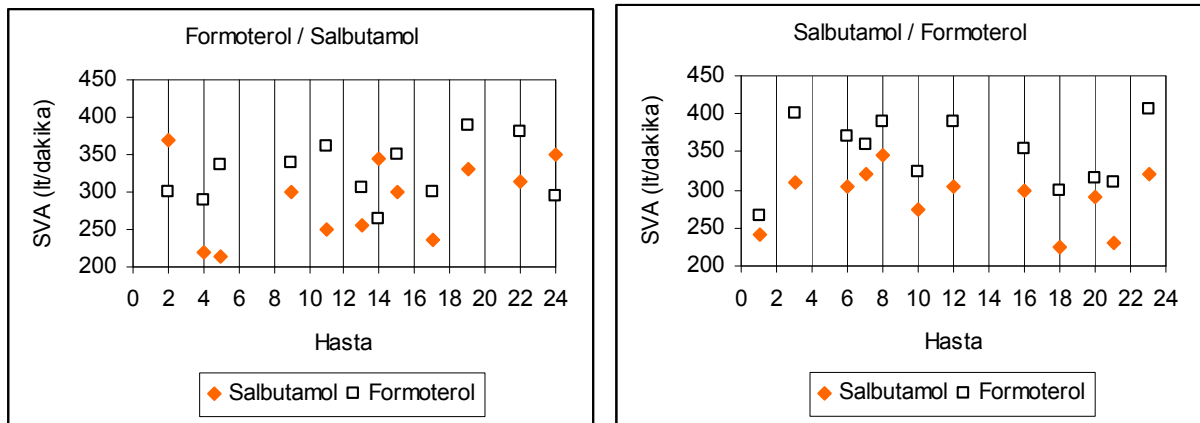 Formoterol / Salbutamol
SVA (lt/dakika)
450
400
350
300
250
200
0 2 4 6 8 10 12 14 16 18 20 22 24
Hasta
Salbutamol Formoterol
Salbutamol / Formoterol
SVA (lt/dakika)
450
400
350
300
250
200
0 2 4 6 8 10 12 14 16 18 20 22 24
Hasta
Salbutamol Formoterol